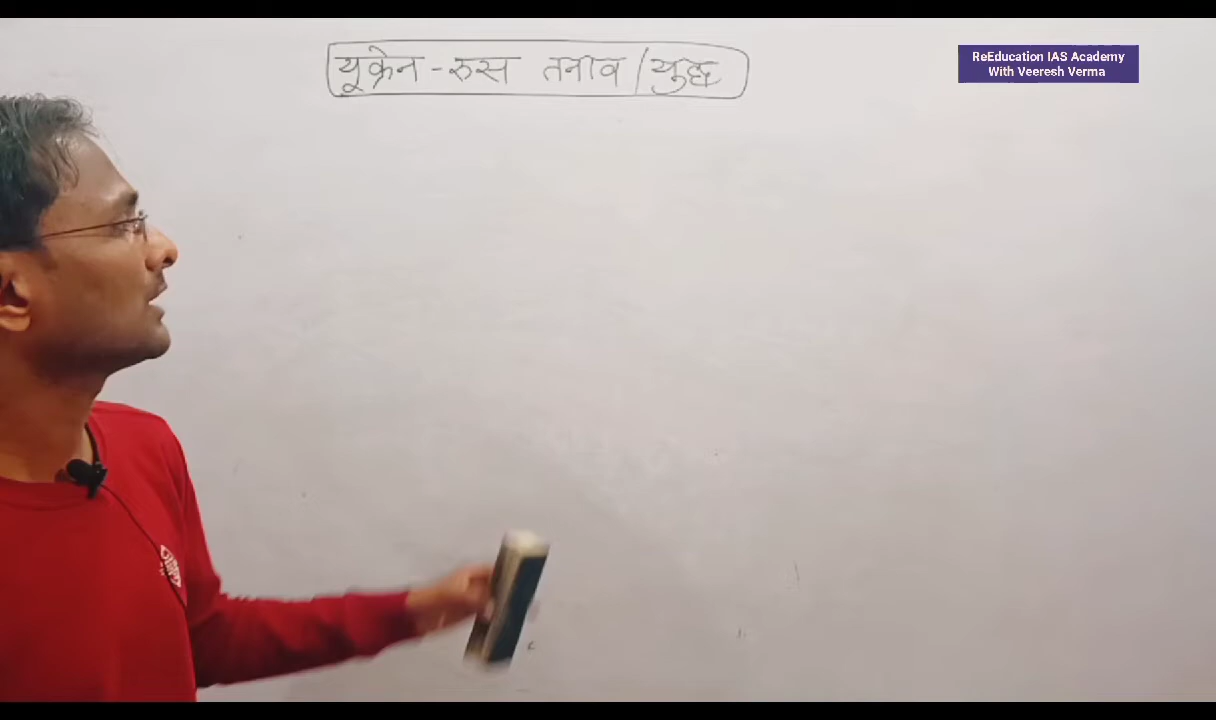 यूक्रेन - रुस तनाव / युद्ध
ReEducation IAS Academy
With Veeresh Verma